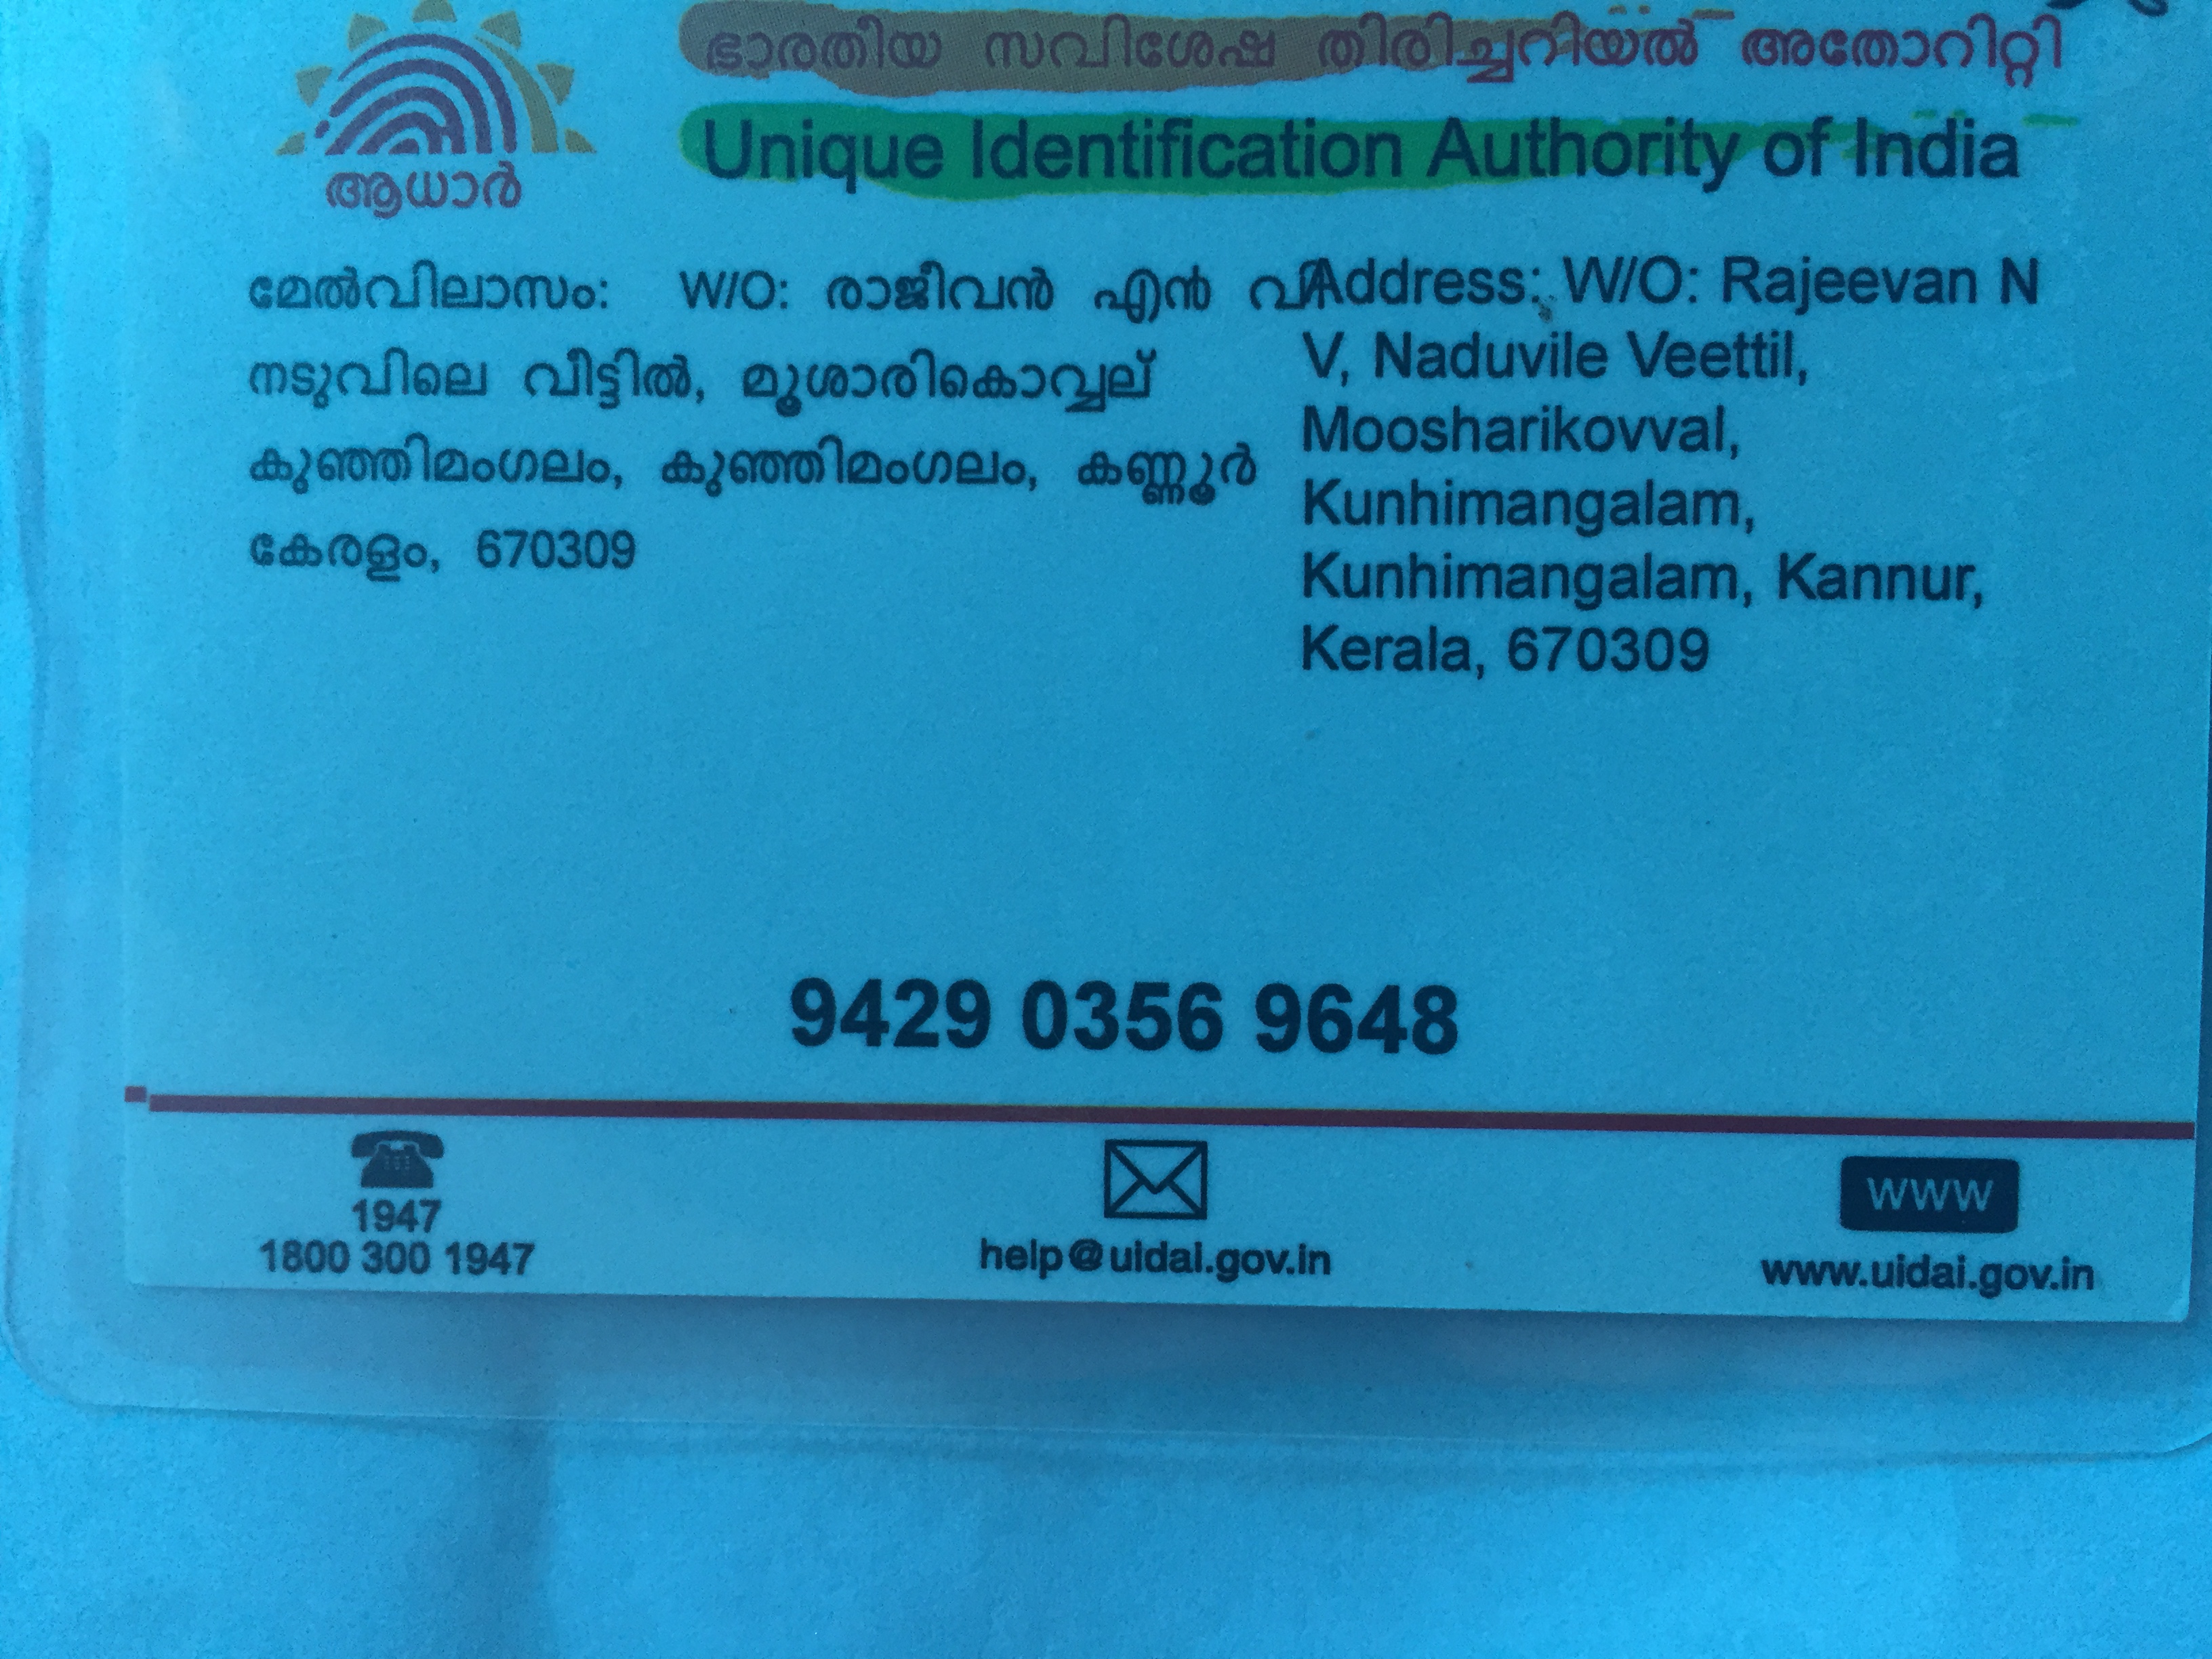 ഭാരതീയ സവിശേഷ തിരിച്ചറിയൽ അതോറിറ്റി
Unique Identification Authority of India
ആധാർ
മേൽവിലാസം: W/O: രാജീവൻ എൻ വി
നടുവിലെ വീട്ടിൽ, മൂശാരികൊവ്വൽ
കുഞ്ഞിമംഗലം, കുഞ്ഞിമംഗലം, കണ്ണൂർ
കേരളം, 670309
Address: W/O: Rajeevan N
V, Naduvile Veettil,
Moosharikovval,
Kunhimangalam,
Kunhimangalam, Kannur,
Kerala, 670309
9429 0356 9648
1947
1800 300 1947
help@uidai.gov.in
WWW
www.uidai.gov.in